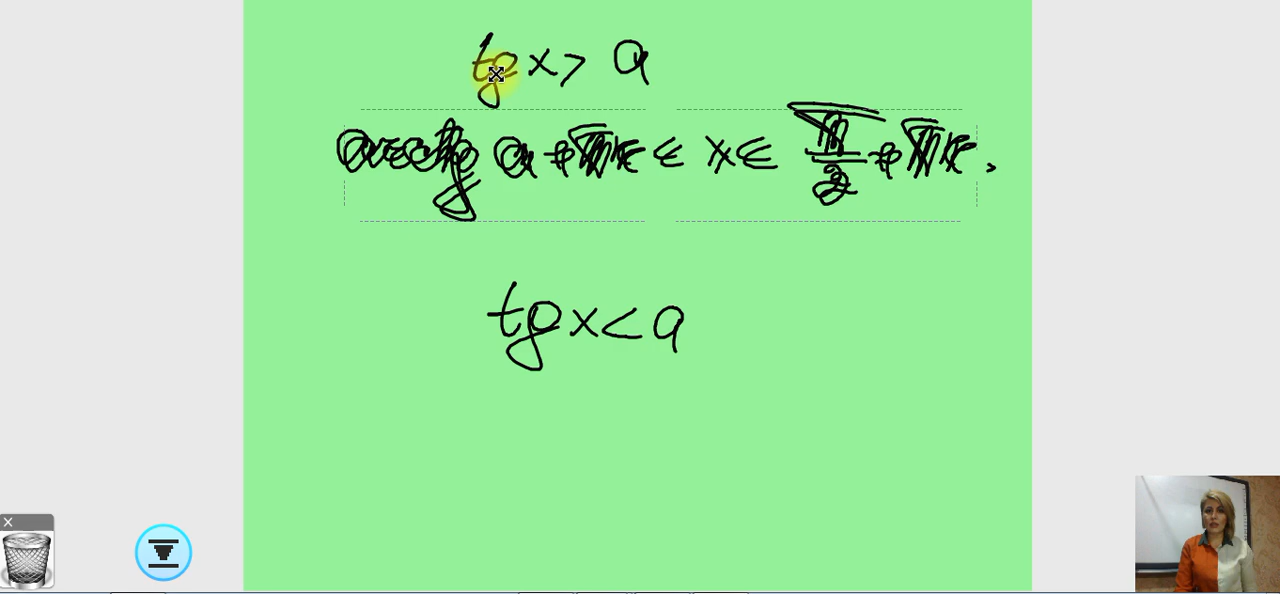 tg x > a
arctg a + πk < x < π/2 + πk,
tg x < a